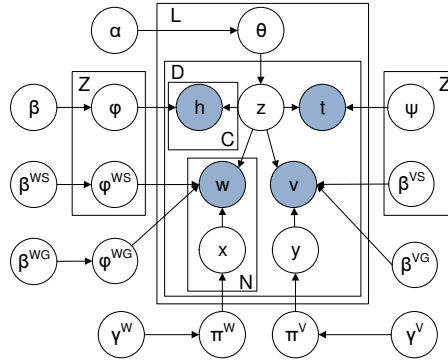 L
α θ
D
Z Z
β φ h z t ψ
C
β^WS φ^WS w v β^VS
β^WG φ^WG x y β^VG
N
γ^W π^W π^V γ^V